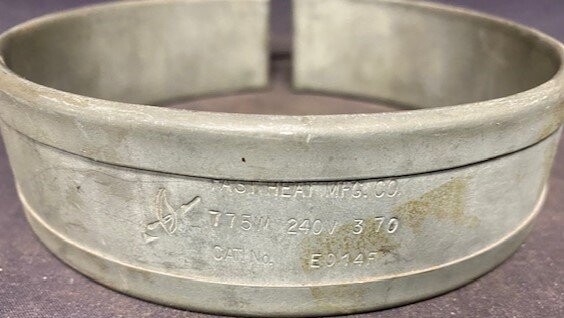 FAST HEAT MFG. CO.
775W 240V 3 70
CAT. No. E014F